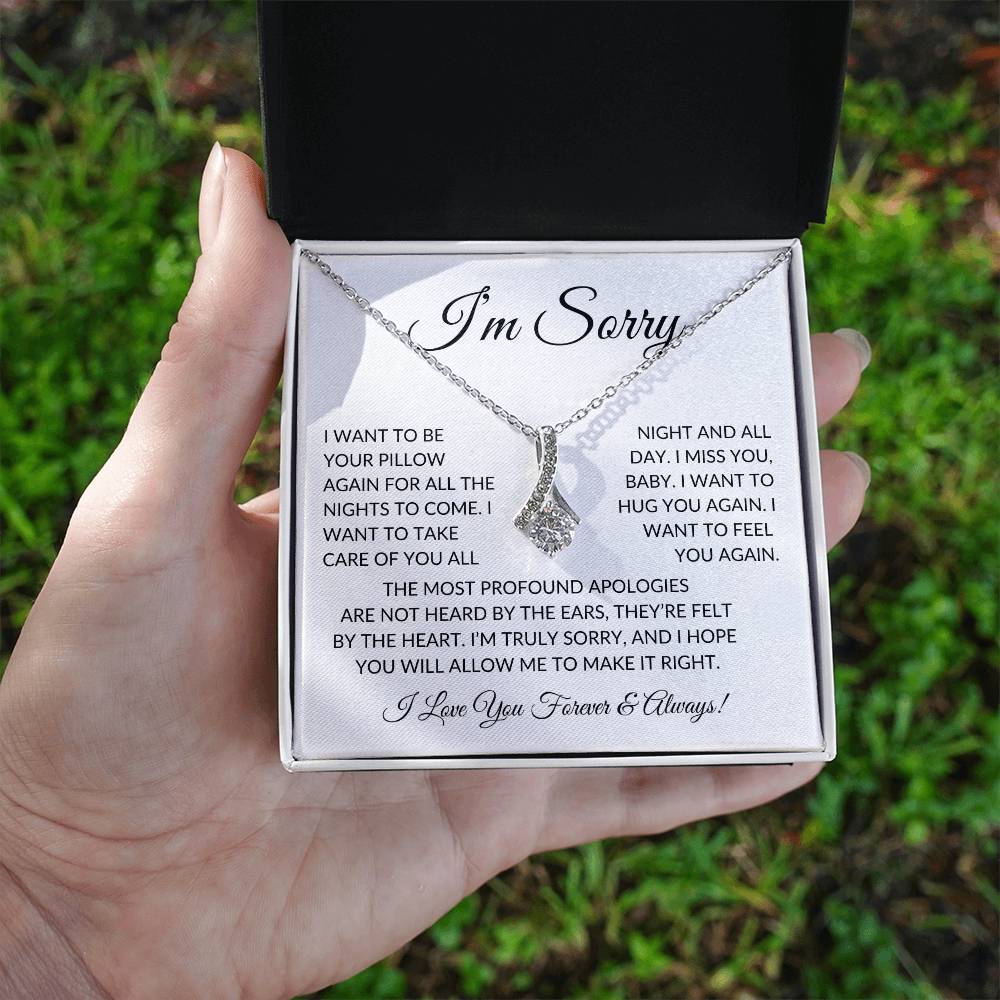 I'm Sorry
I WANT TO BE
YOUR PILLOW
AGAIN FOR ALL THE
NIGHTS TO COME. I
WANT TO TAKE
CARE OF YOU ALL
NIGHT AND ALL
DAY. I MISS YOU,
BABY. I WANT TO
HUG YOU AGAIN. I
WANT TO FEEL
YOU AGAIN.
THE MOST PROFOUND APOLOGIES
ARE NOT HEARD BY THE EARS, THEY'RE FELT
BY THE HEART. I'M TRULY SORRY, AND I HOPE
YOU WILL ALLOW ME TO MAKE IT RIGHT.
I Love You Forever & Always!